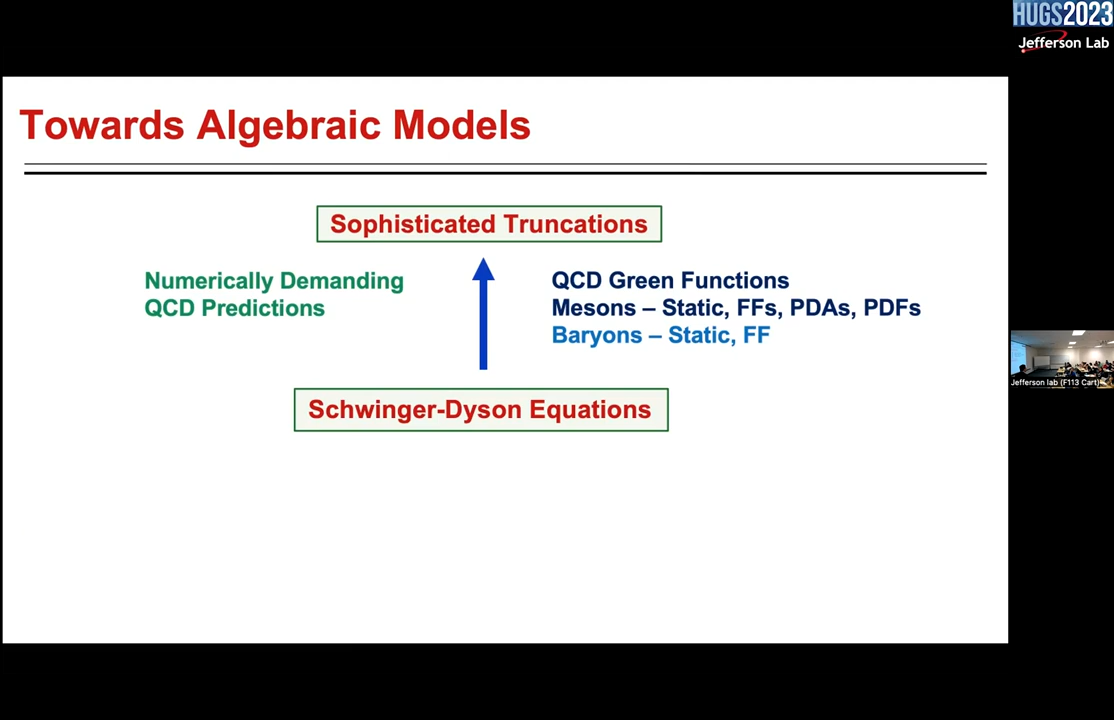 HUGS2023
Jefferson Lab
Towards Algebraic Models
Sophisticated Truncations
Numerically Demanding
QCD Predictions
QCD Green Functions
Mesons – Static, FFs, PDAs, PDFs
Baryons – Static, FF
Schwinger-Dyson Equations
Jefferson lab (F113 Cart)